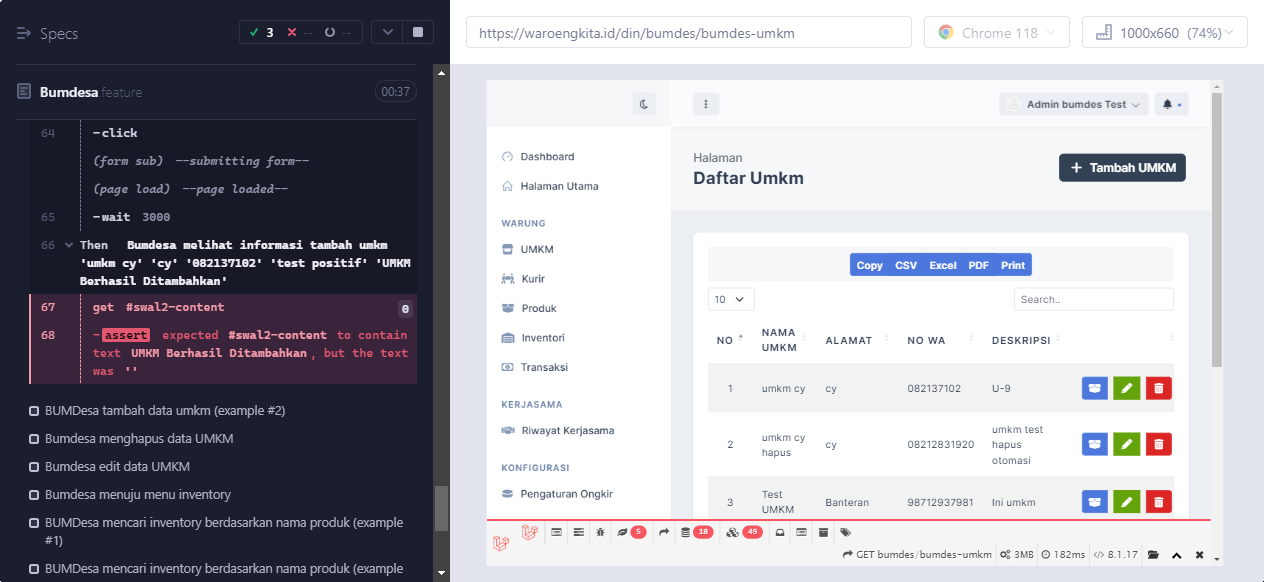 Specs
3
--
--
Bumdesa.feature
00:37
64 -click
(form sub) --submitting form--
(page load) --page loaded--
65 -wait 3000
66 Then Bumdesa melihat informasi tambah umkm
'umkm cy' 'cy' '082137102' 'test positif' 'UMKM
Berhasil Ditambahkan'
67 get #swal2-content 0
68 -assert expected #swal2-content to contain
text UMKM Berhasil Ditambahkan, but the text
was ''
BUMDesa tambah data umkm (example #2)
Bumdesa menghapus data UMKM
Bumdesa edit data UMKM
Bumdesa menuju menu inventory
BUMDesa mencari inventory berdasarkan nama produk (example
#1)
BUMDesa mencari inventory berdasarkan nama produk (example
https://waroengkita.id/din/bumdes/bumdes-umkm
Chrome 118
1000x660 (74%)
Admin bumdes Test
Dashboard
Halaman Utama
WARUNG
UMKM
Kurir
Produk
Inventori
Transaksi
KERJASAMA
Riwayat Kerjasama
KONFIGURASI
Pengaturan Ongkir
Halaman
Daftar Umkm
+ Tambah UMKM
Copy CSV Excel PDF Print
10
Search..
NO NAMA UMKM ALAMAT NO WA DESKRIPSI
1 umkm cy cy 082137102 U-9
2 umkm cy hapus cy 08212831920 umkm test hapus otomasi
3 Test UMKM Banteran 98712937981 Ini umkm
5
18
49
GET bumdes/bumdes-umkm 3MB 182ms 8.1.17